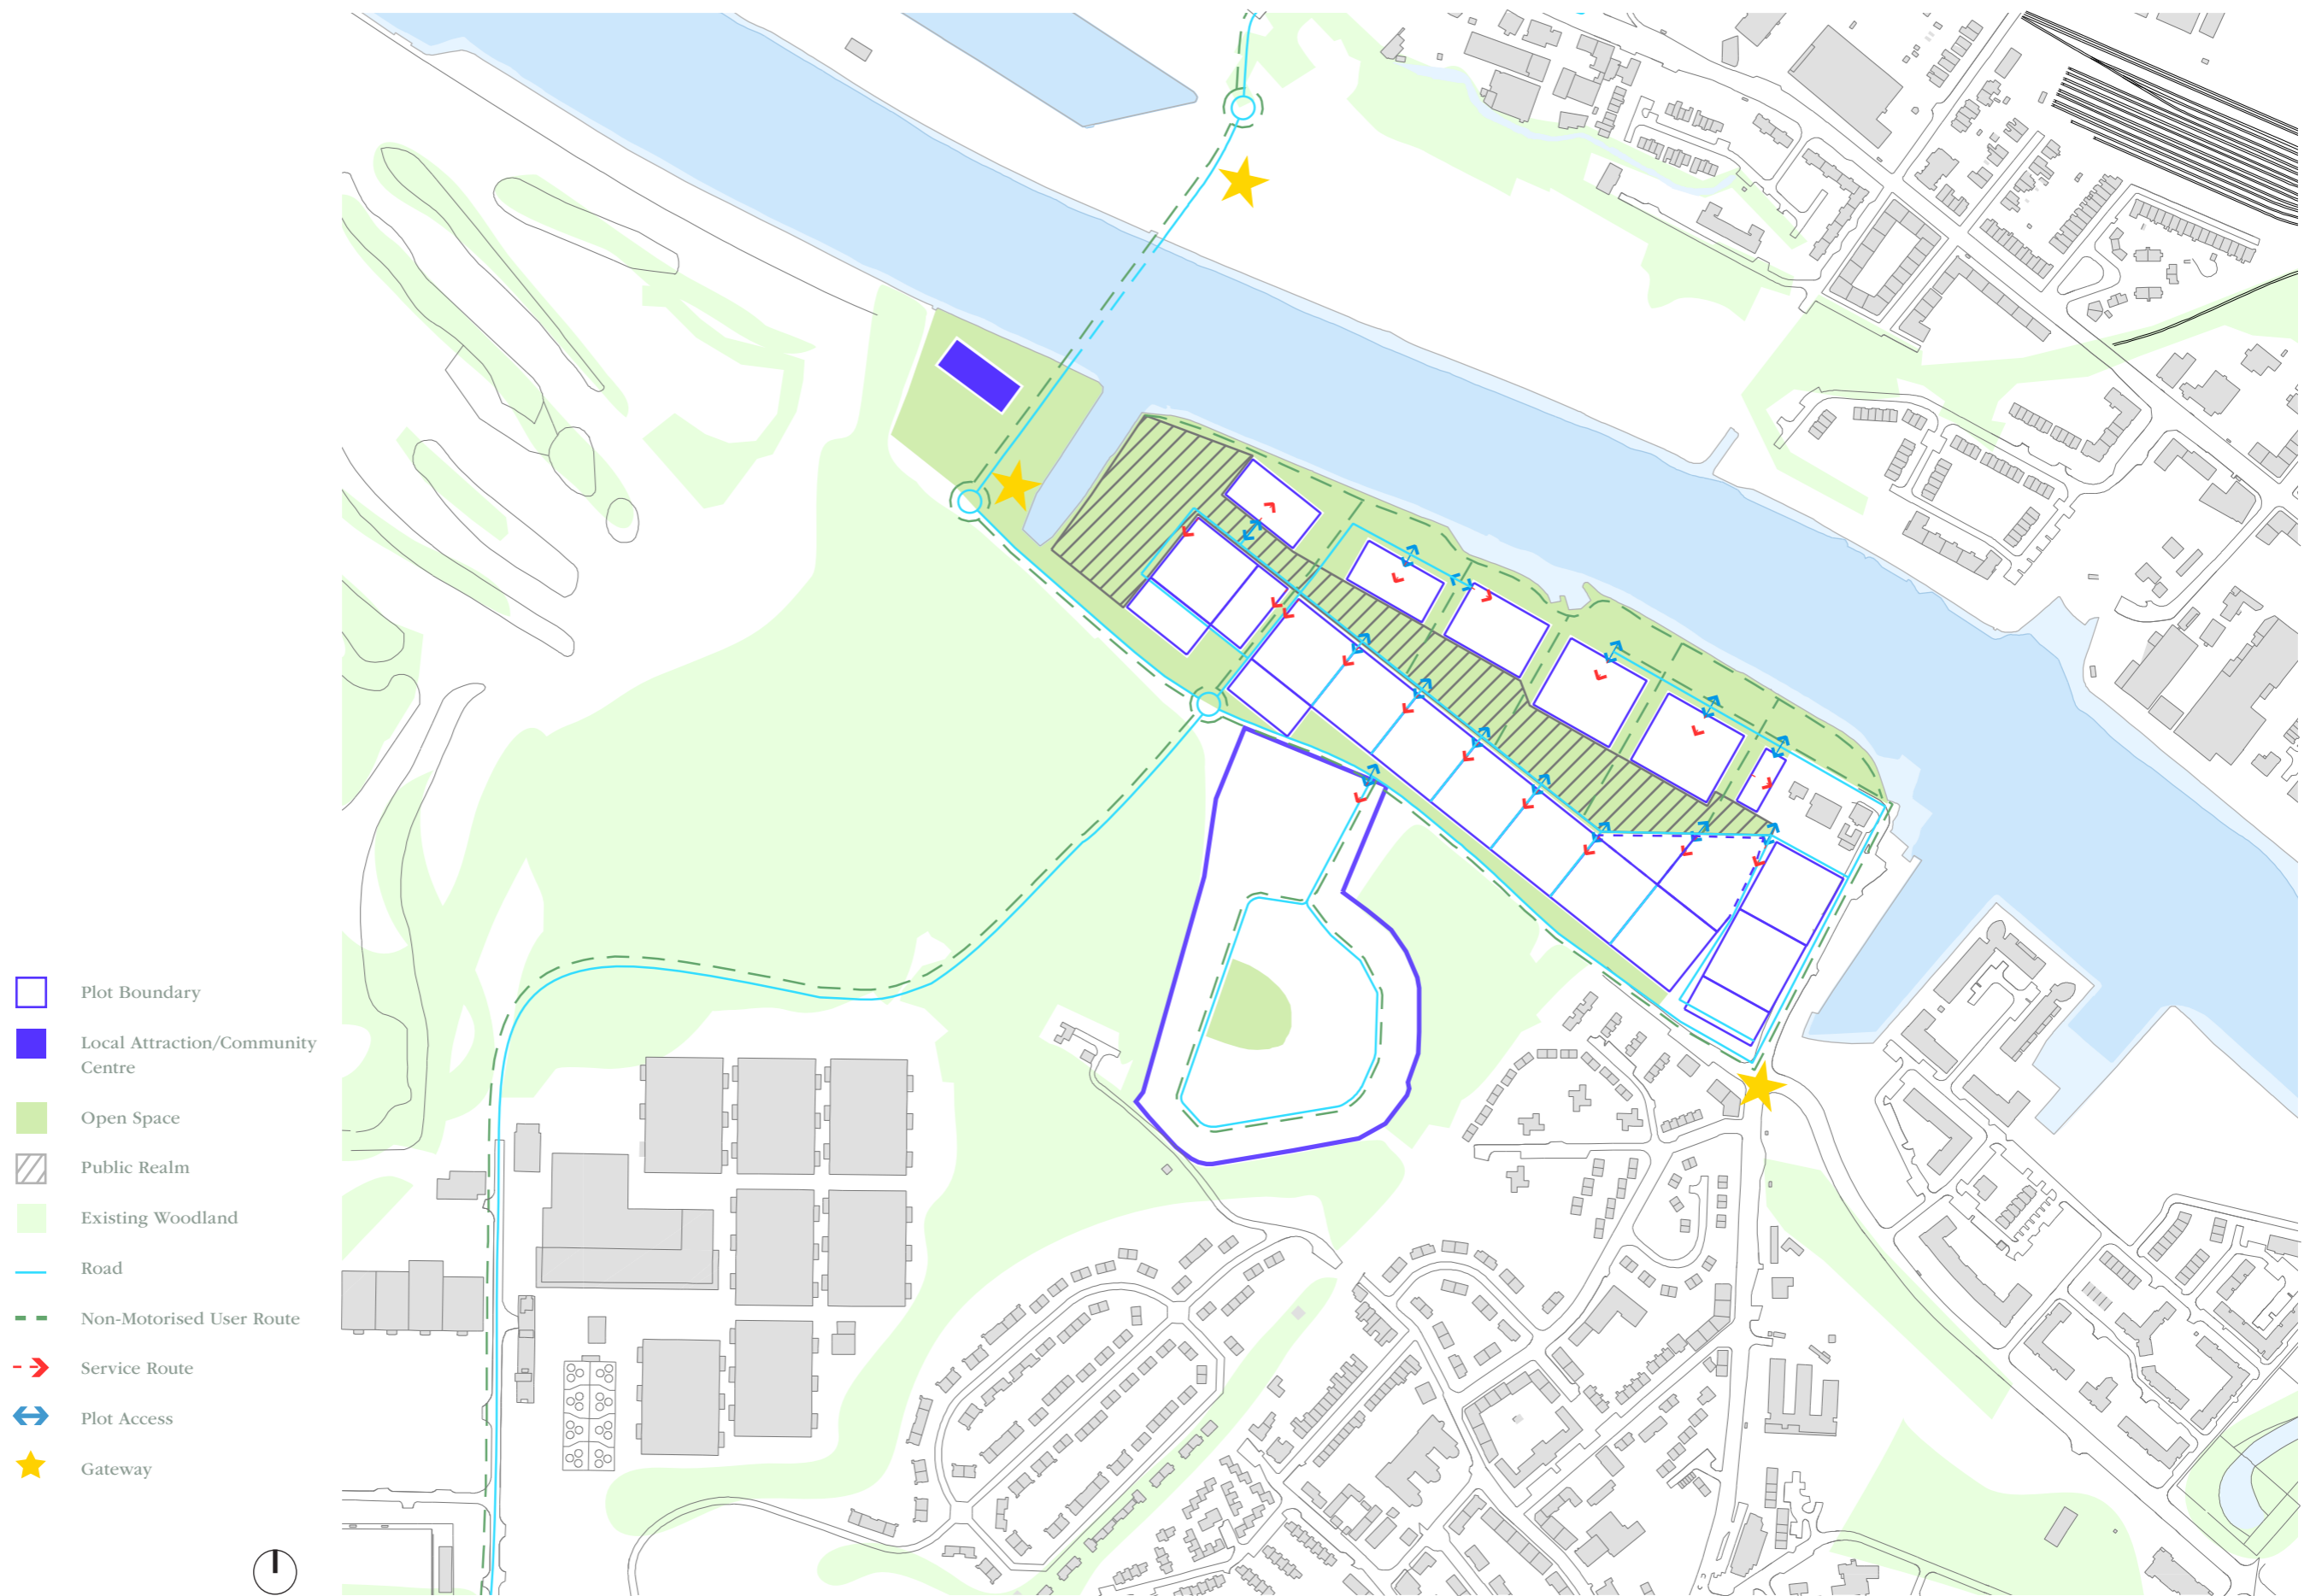 Plot Boundary
Local Attraction/Community
Centre
Open Space
Public Realm
Existing Woodland
Road
Non-Motorised User Route
Service Route
Plot Access
Gateway